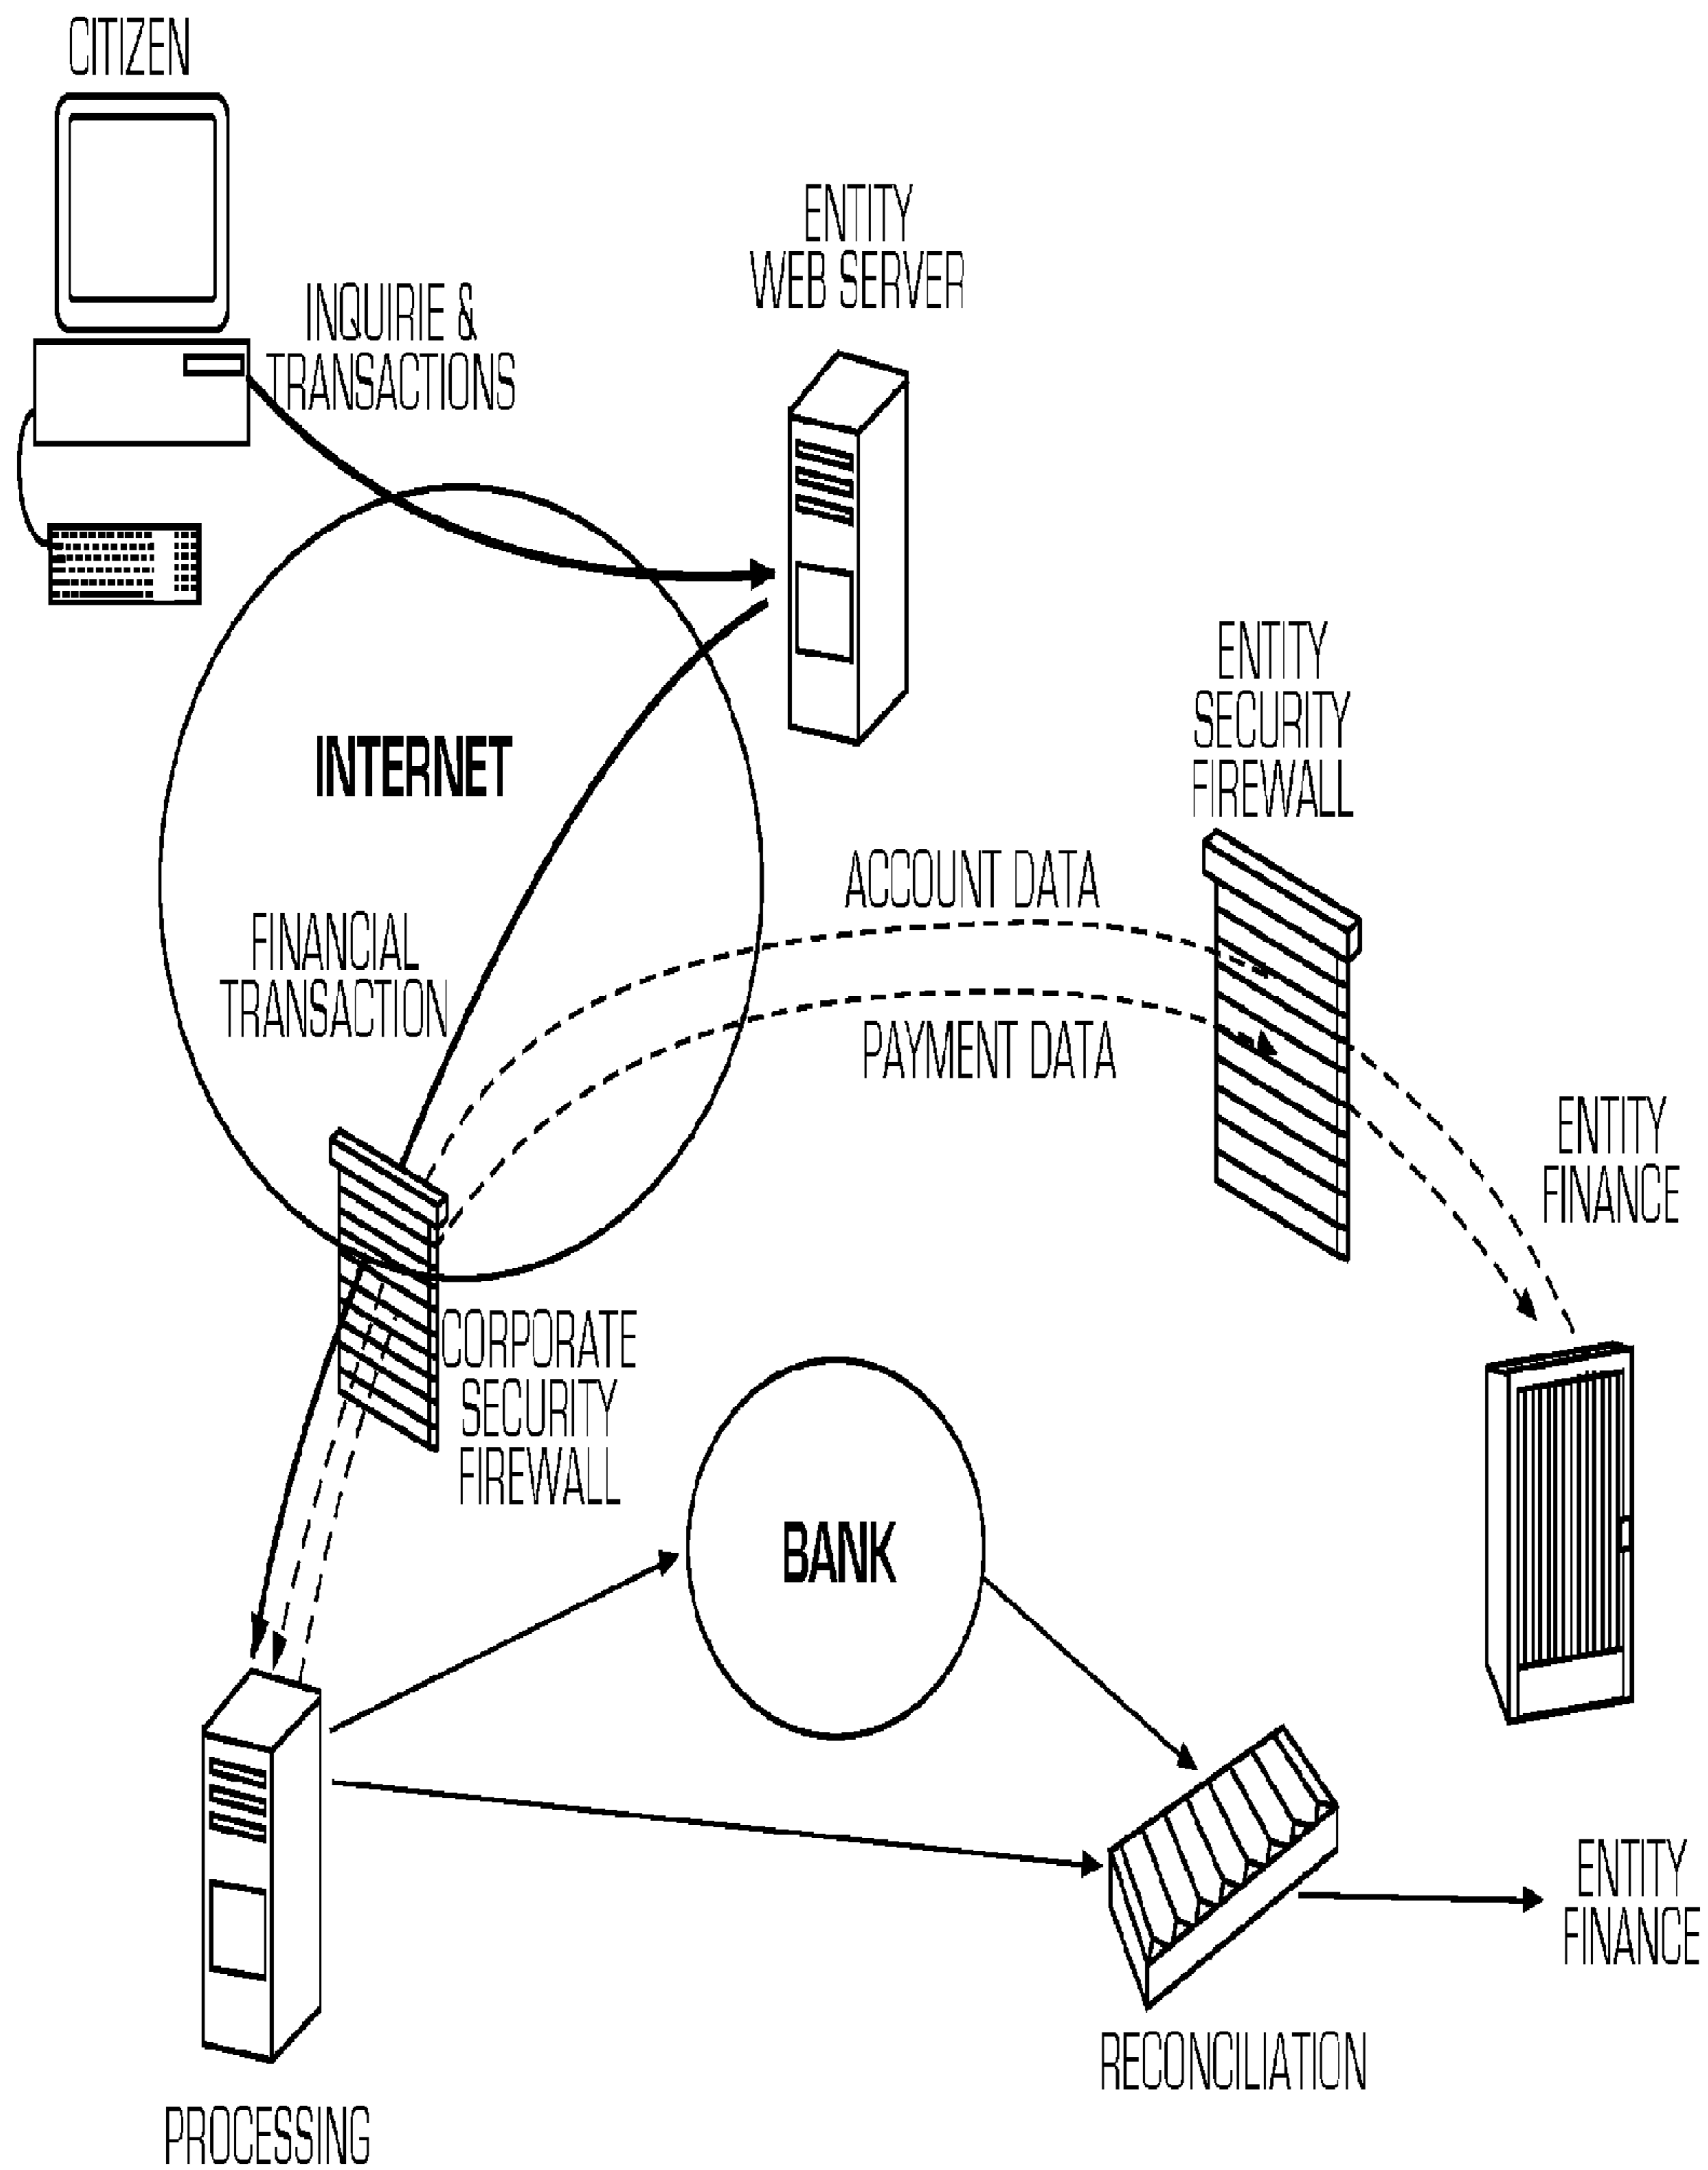 CITIZEN
ENTITY
WEB SERVER
INQUIRIE &
TRANSACTIONS
ENTITY
SECURITY
FIREWALL
INTERNET
ACCOUNT DATA
FINANCIAL
TRANSACTION
PAYMENT DATA
ENTITY
FINANCE
CORPORATE
SECURITY
FIREWALL
BANK
ENTITY
FINANCE
RECONCILIATION
PROCESSING